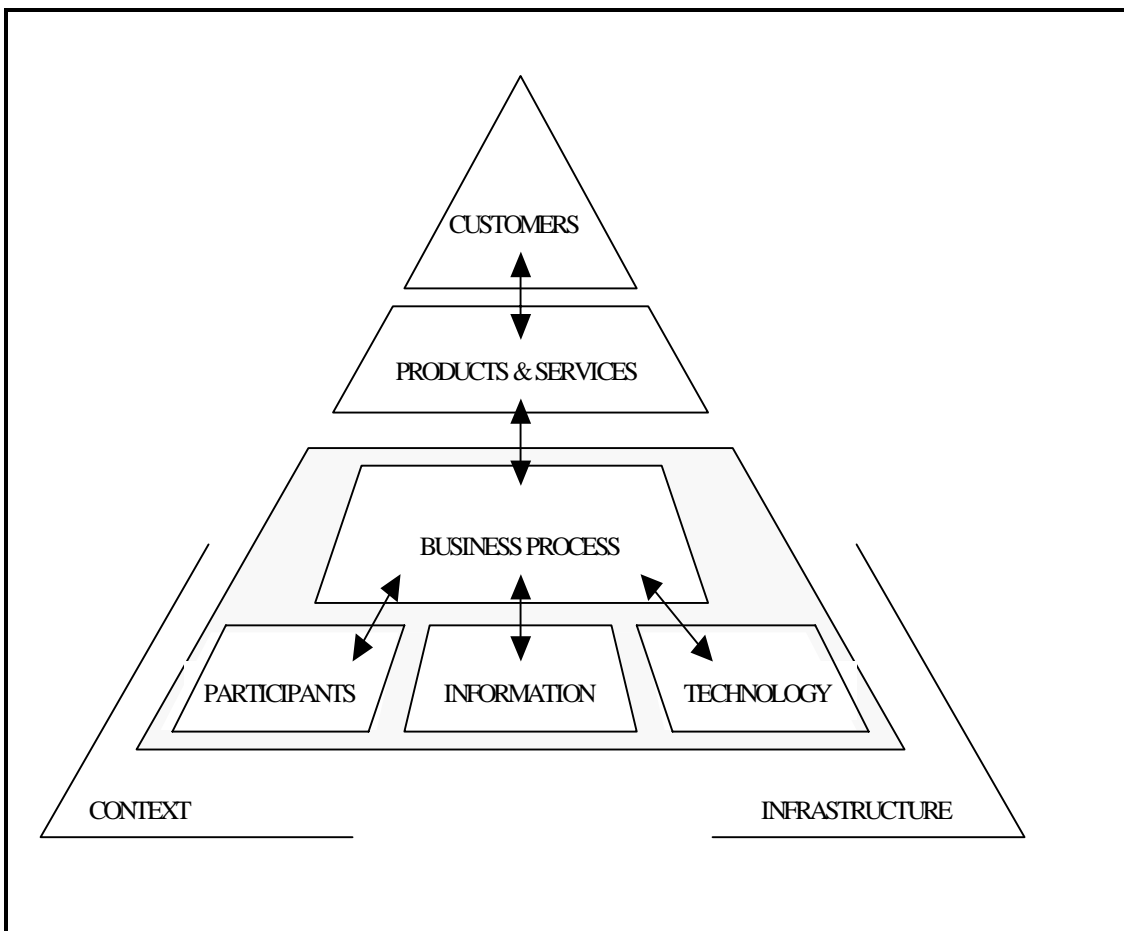 CUSTOMERS
PRODUCTS & SERVICES
BUSINESS PROCESS
PARTICIPANTS
INFORMATION
TECHNOLOGY
CONTEXT
INFRASTRUCTURE